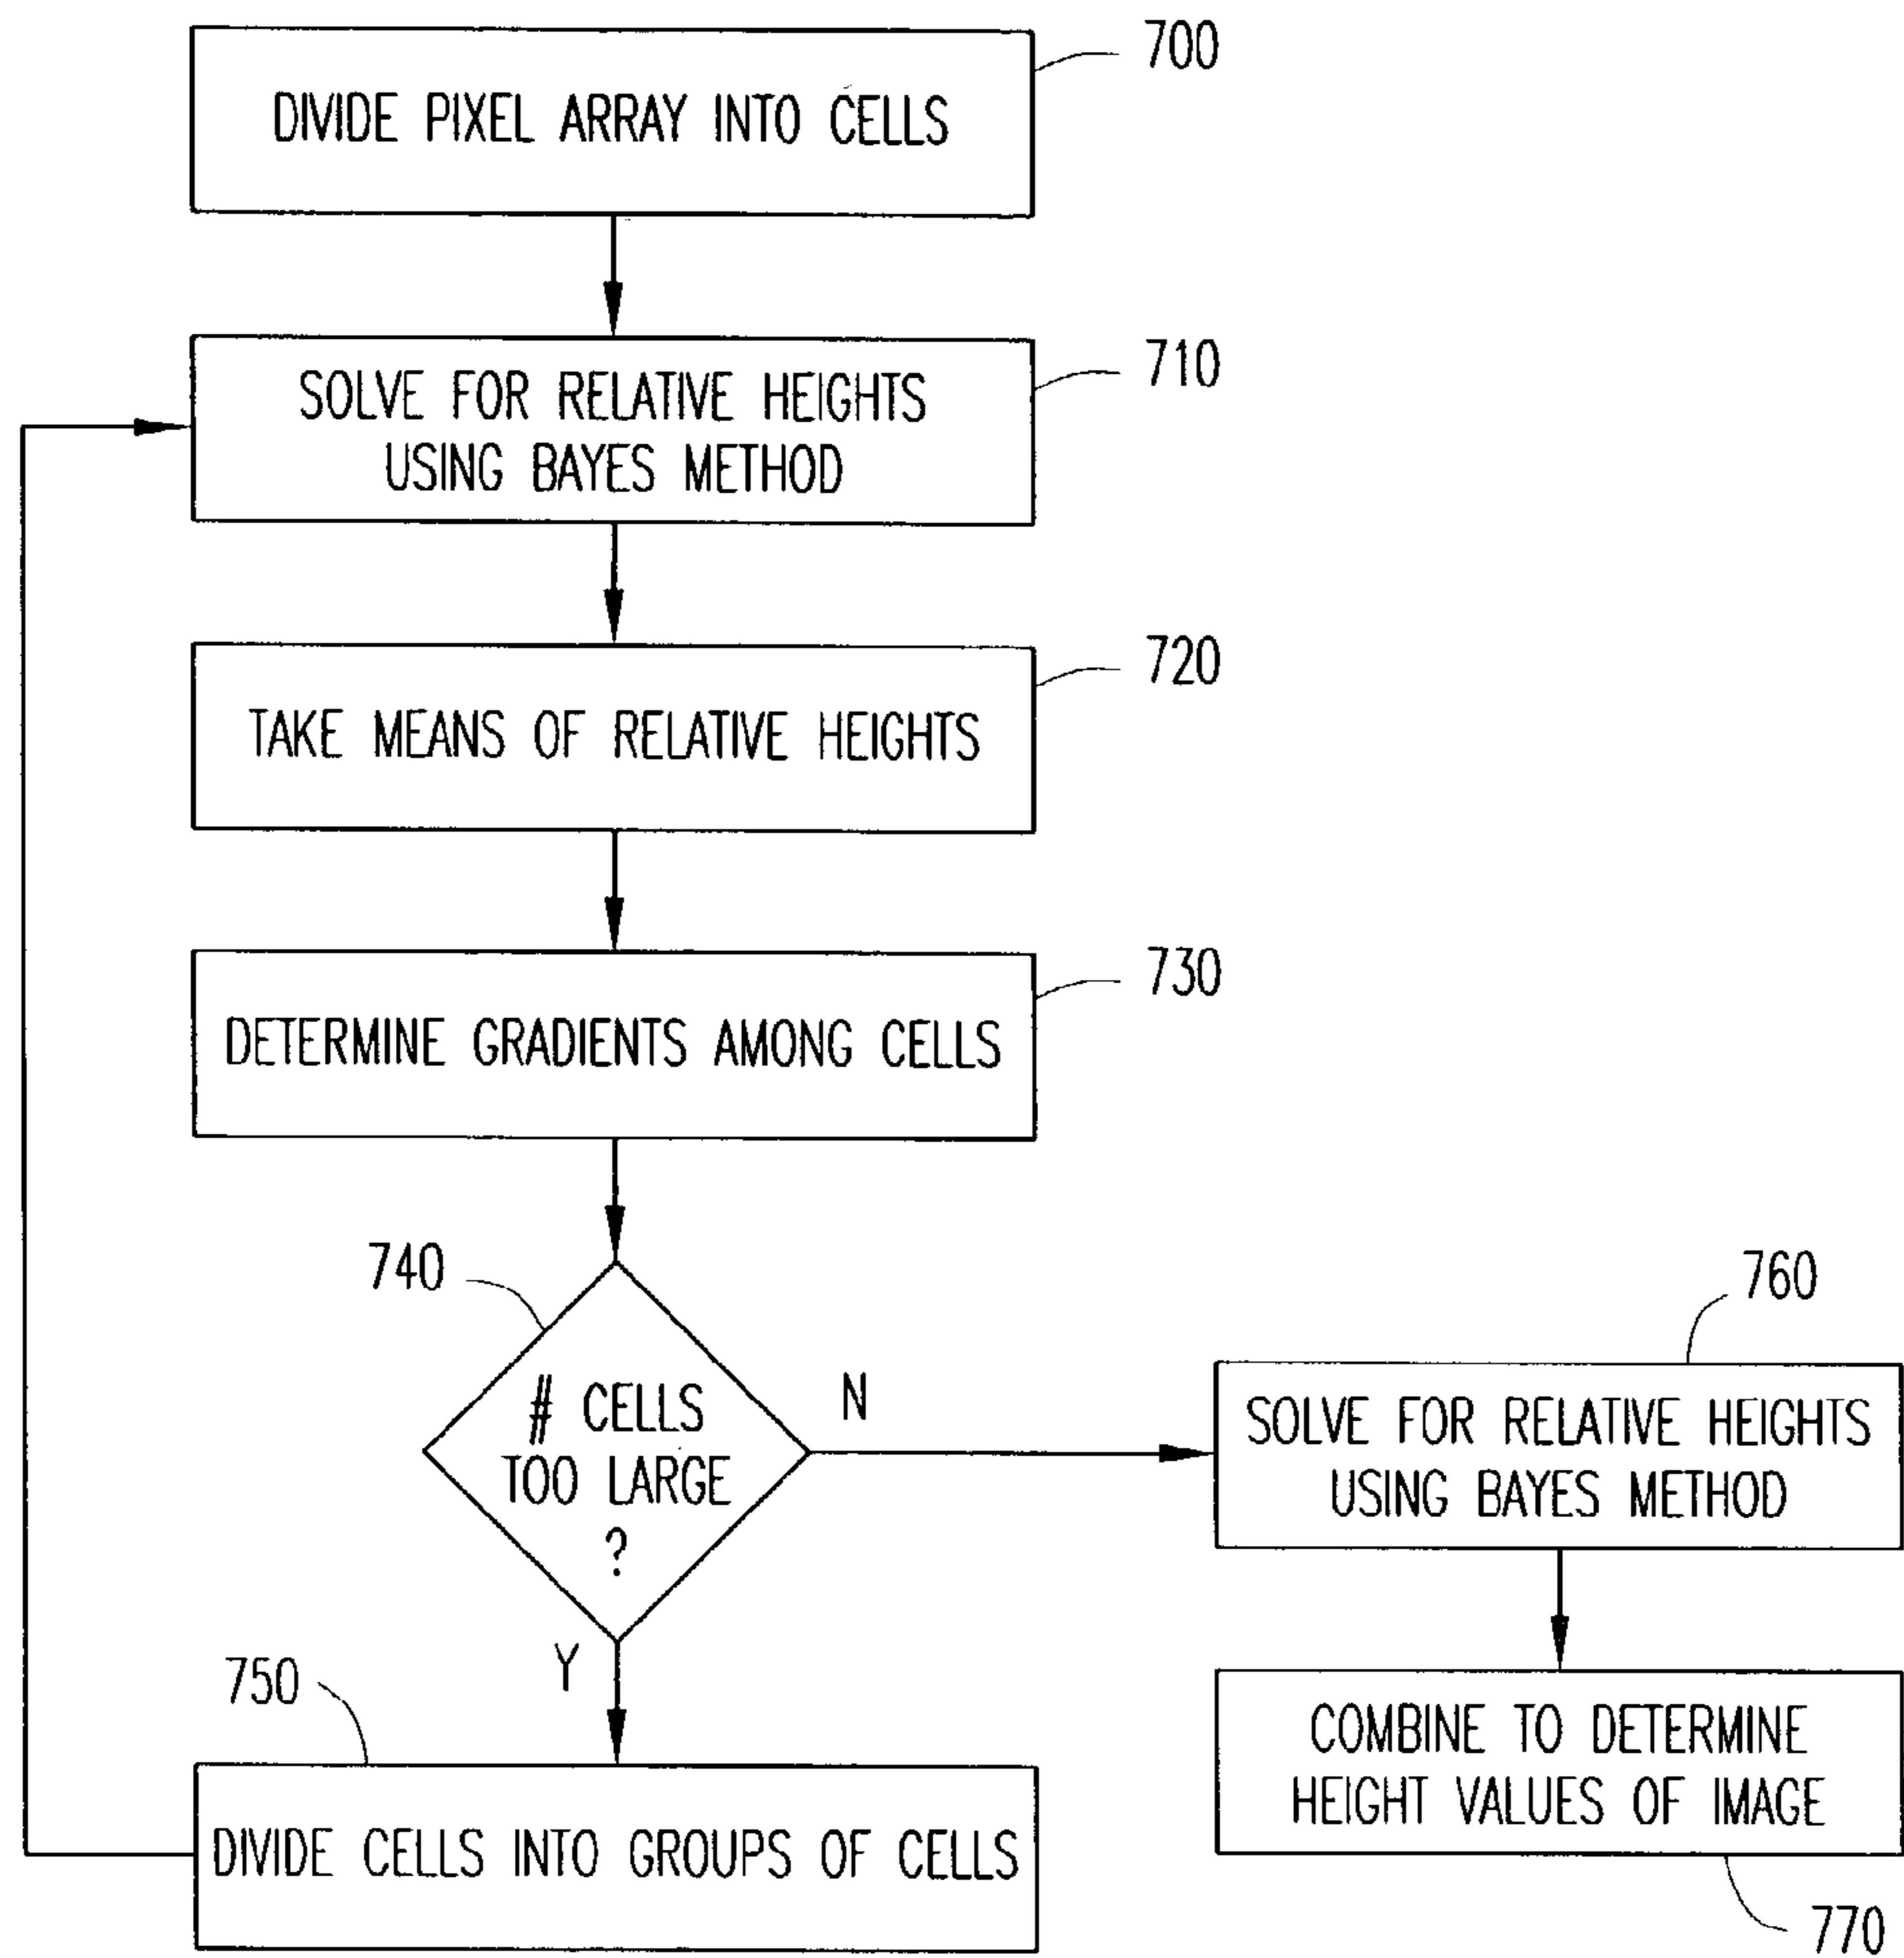 700
DIVIDE PIXEL ARRAY INTO CELLS
710
SOLVE FOR RELATIVE HEIGHTS
USING BAYES METHOD
720
TAKE MEANS OF RELATIVE HEIGHTS
730
DETERMINE GRADIENTS AMONG CELLS
740
# CELLS
TOO LARGE
?
N
Y
760
SOLVE FOR RELATIVE HEIGHTS
USING BAYES METHOD
750
DIVIDE CELLS INTO GROUPS OF CELLS
COMBINE TO DETERMINE
HEIGHT VALUES OF IMAGE
770